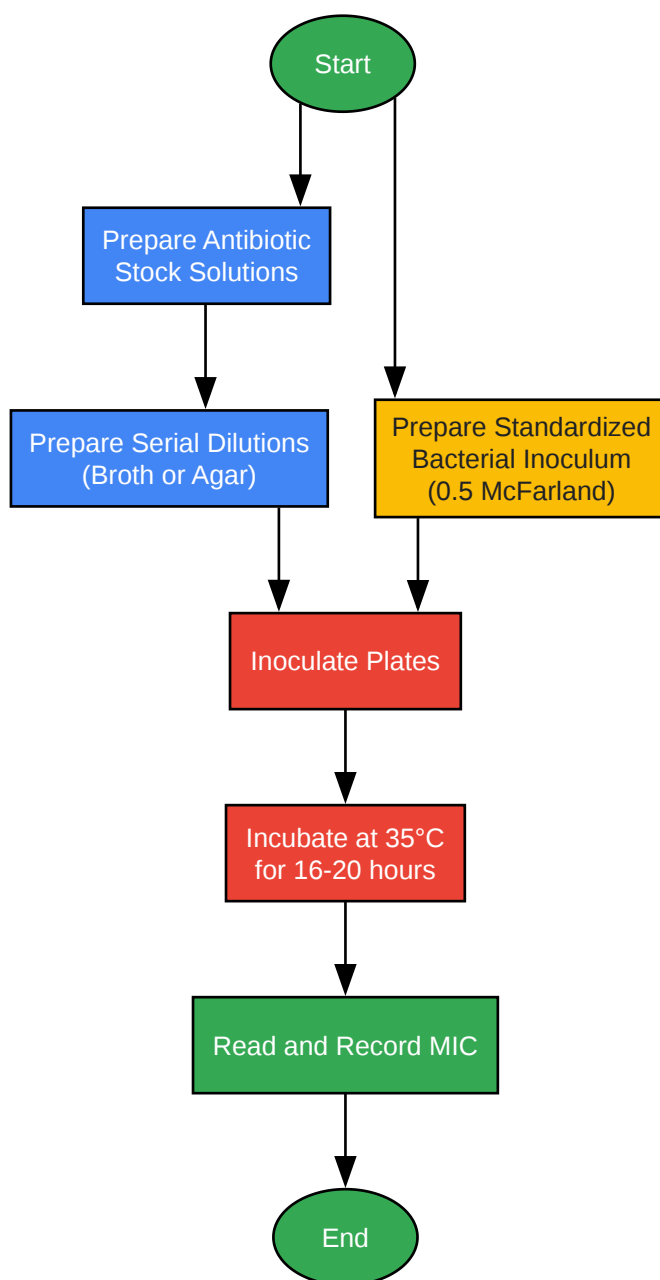 Start
Prepare Antibiotic
Stock Solutions
Prepare Serial Dilutions
(Broth or Agar)
Prepare Standardized
Bacterial Inoculum
(0.5 McFarland)
Inoculate Plates
Incubate at 35°C
for 16-20 hours
Read and Record MIC
End